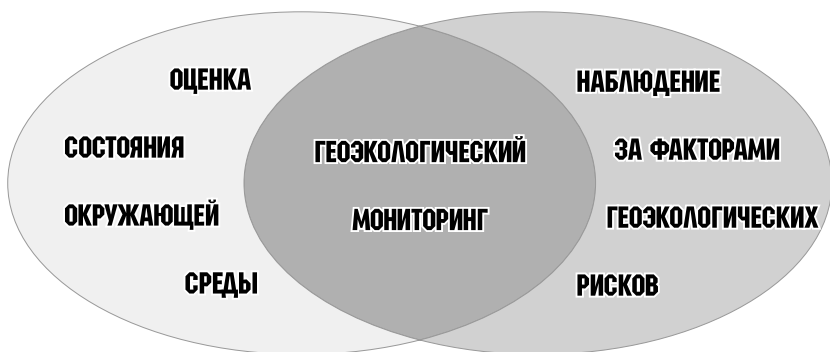 ОЦЕНКА
СОСТОЯНИЯ
ОКРУЖАЮЩЕЙ
СРЕДЫ
ГЕОЭКОЛОГИЧЕСКИЙ
МОНИТОРИНГ
НАБЛЮДЕНИЕ
ЗА ФАКТОРАМИ
ГЕОЭКОЛОГИЧЕСКИХ
РИСКОВ